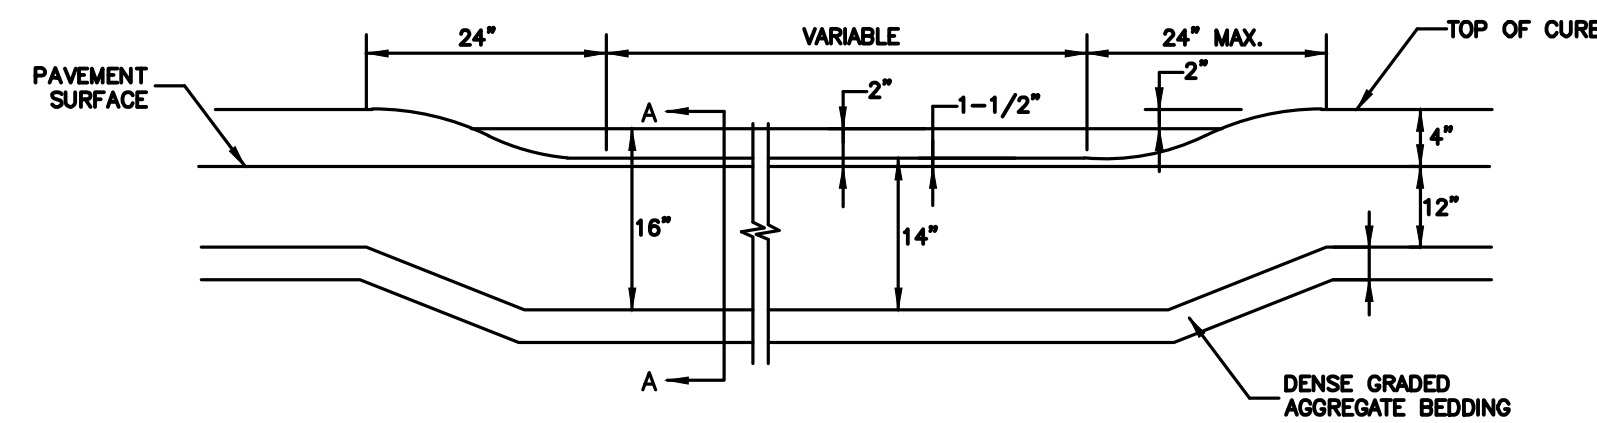 24"
VARIABLE
24" MAX.
TOP OF CURB
PAVEMENT
SURFACE
2"
2"
A
1-1/2"
4"
16"
14"
12"
A
DENSE GRADED
AGGREGATE BEDDING